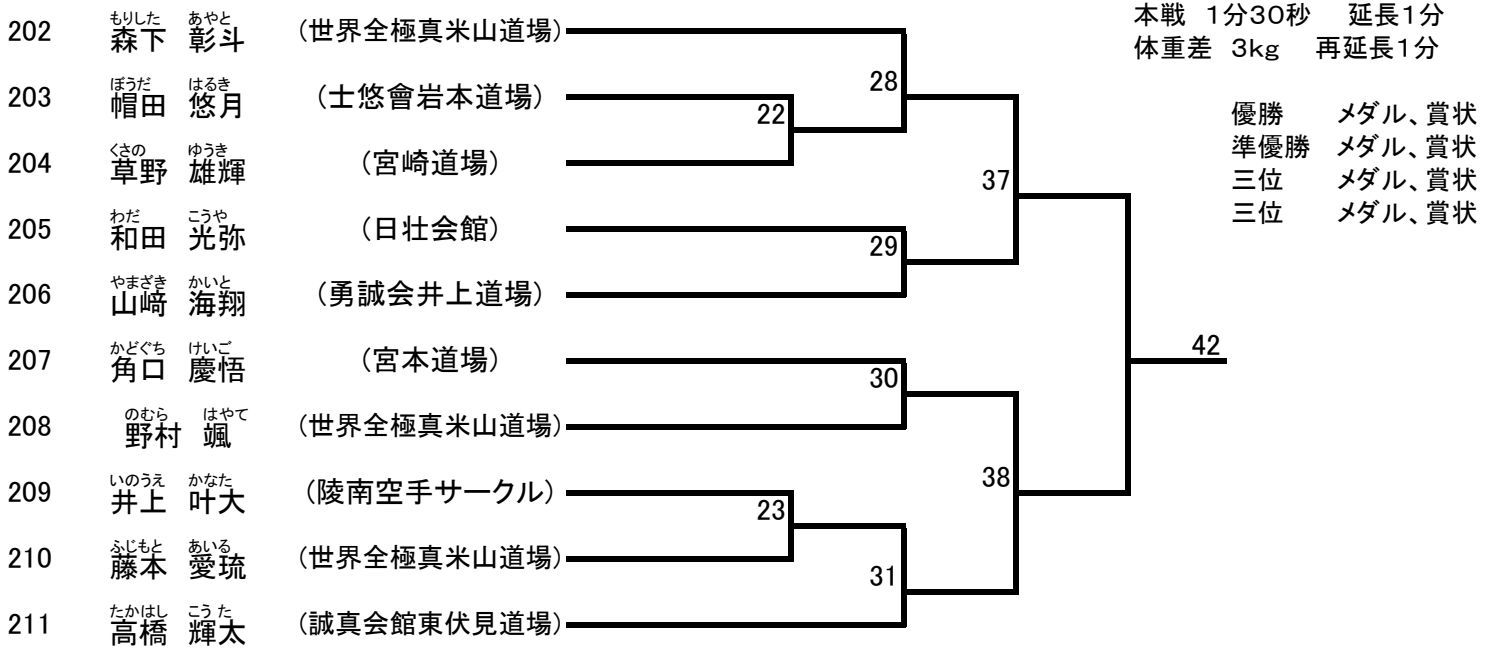 本戦 1分30秒 延長1分
体重差 3kg 再延長1分
優勝 メダル、賞状
準優勝 メダル、賞状
三位 メダル、賞状
三位 メダル、賞状
もりした あやと
202 森下 彰斗 (世界全極真米山道場)
28
ぼうだ はるき
203 帽田 悠月 (士悠會岩本道場)
22
くさの ゆうき
204 草野 雄輝 (宮崎道場)
37
わだ こうや
205 和田 光弥 (日壮会館)
29
やまざき かいと
206 山﨑 海翔 (勇誠会井上道場)
42
かどぐち けいご
207 角口 慶悟 (宮本道場)
30
のむら はやて
208 野村 颯 (世界全極真米山道場)
38
いのうえ かなた
209 井上 叶大 (陵南空手サークル)
23
ふじもと あいる
210 藤本 愛琉 (世界全極真米山道場)
31
たかはし こうた
211 高橋 輝太 (誠真会館東伏見道場)